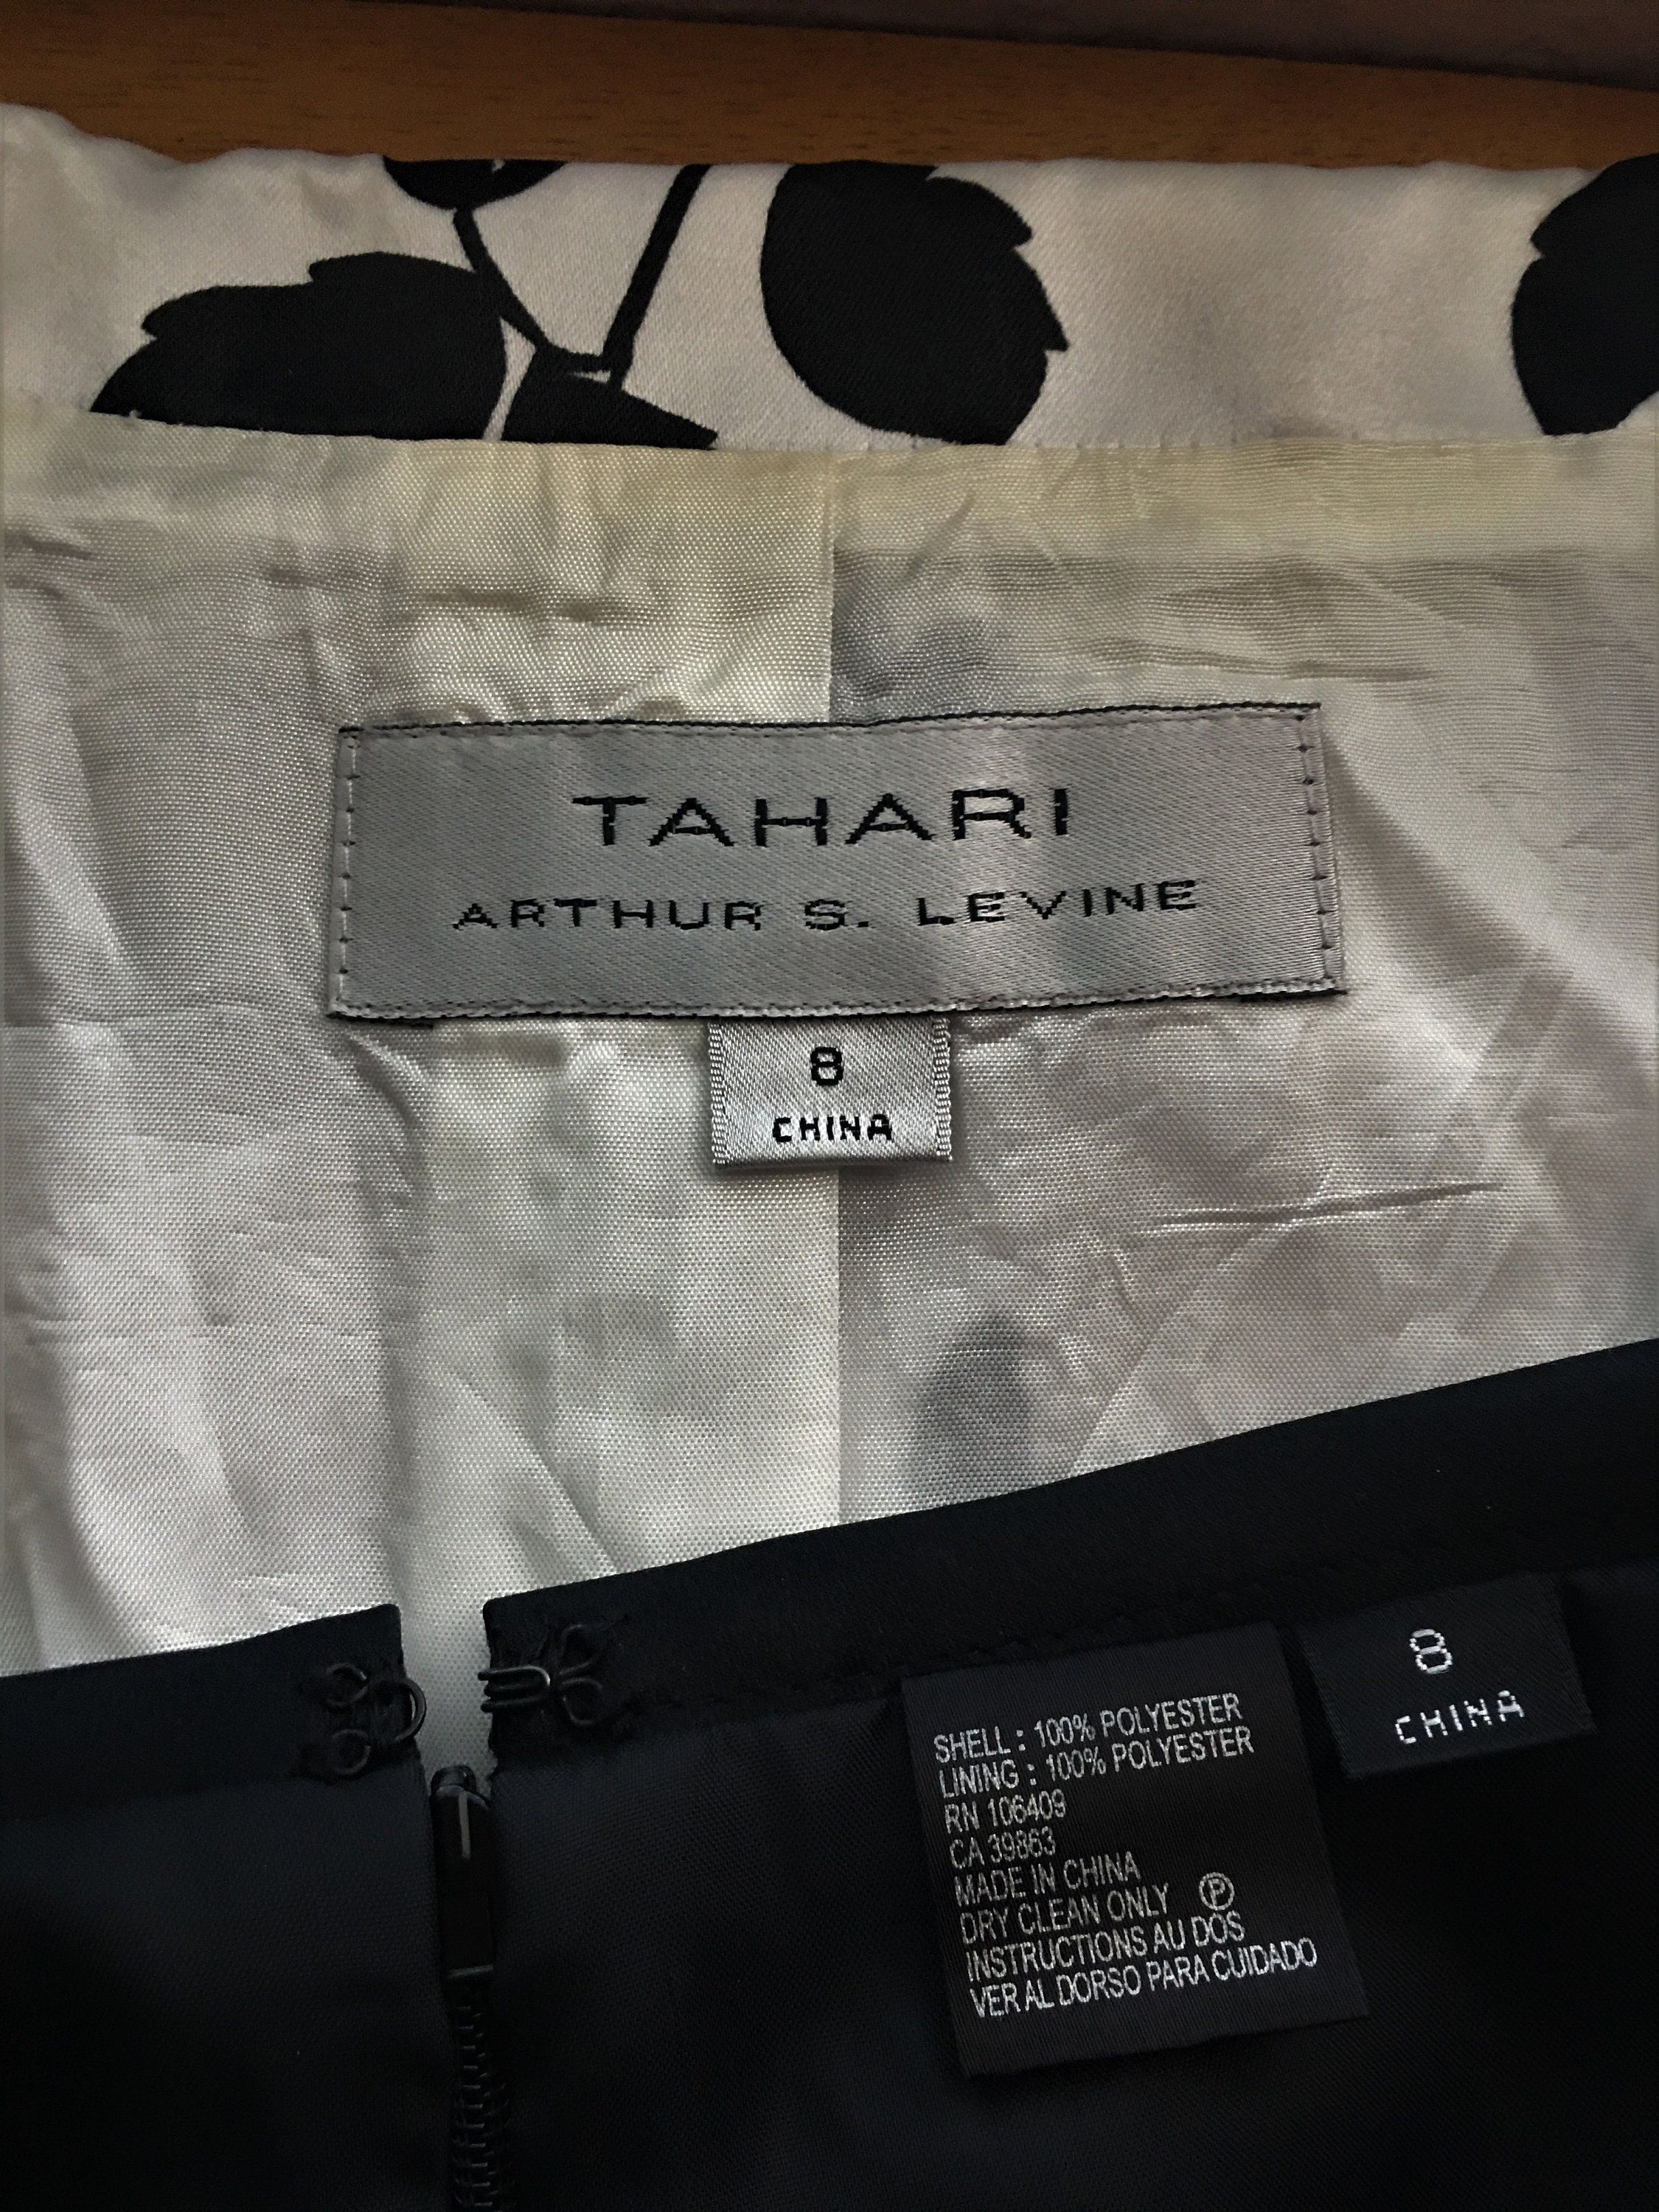 TAHARI
ARTHUR S. LEVINE
8
CHINA
8
CHINA
SHELL : 100% POLYESTER
LINING : 100% POLYESTER
RN 106409
CA 39863
MADE IN CHINA
DRY CLEAN ONLY Ⓟ
INSTRUCTIONS AU DOS
VER AL DORSO PARA CUIDADO